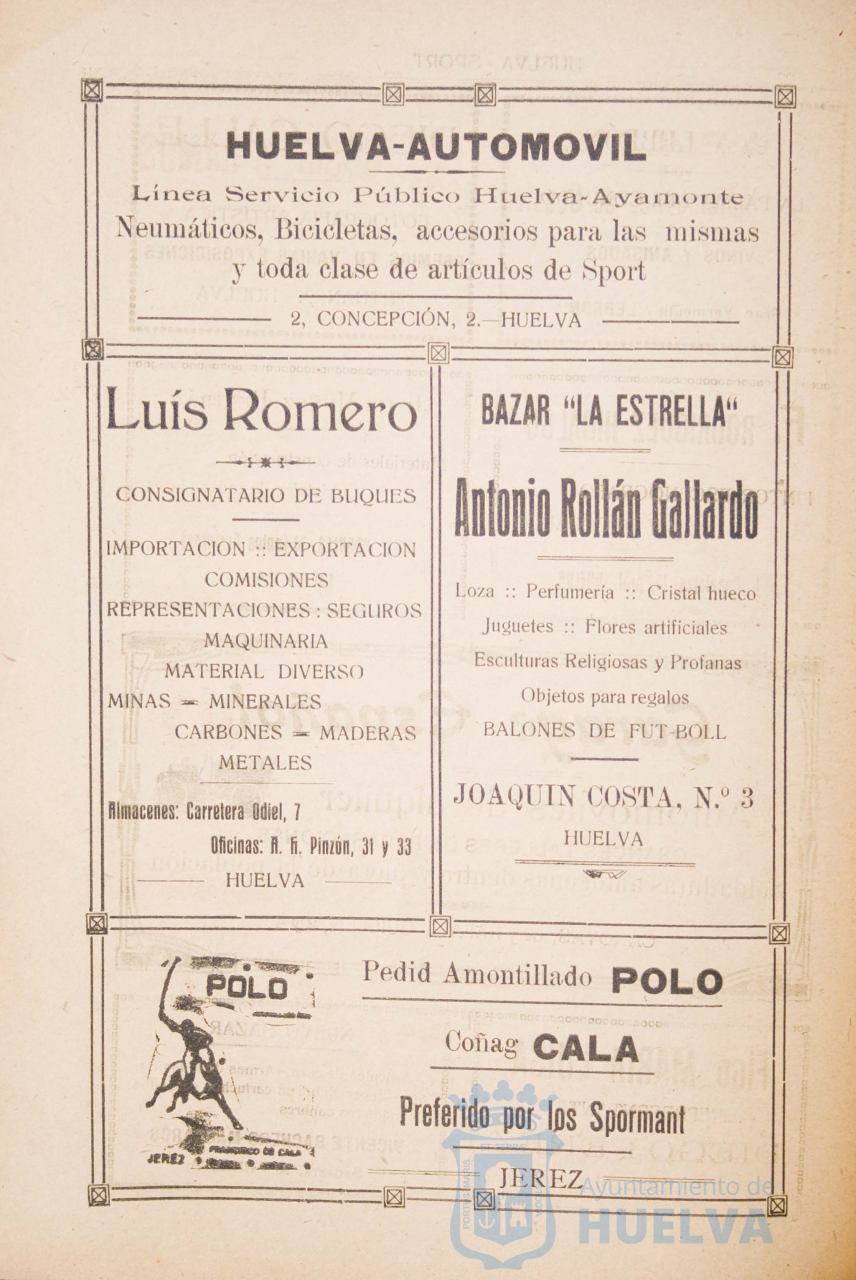 HUELVA-AUTOMOVIL
Línea Servicio Público Huelva-Ayamonte
Neumáticos, Bicicletas, accesorios para las mismas
y toda clase de artículos de Sport
2, CONCEPCIÓN, 2.—HUELVA
Luís Romero
CONSIGNATARIO DE BUQUES
IMPORTACION :: EXPORTACION
COMISIONES
REPRESENTACIONES : SEGUROS
MAQUINARIA
MATERIAL DIVERSO
MINAS = MINERALES
CARBONES = MADERAS
METALES
Almacenes: Carretera Odiel, 7
Oficinas: A. H. Pinzón, 31 y 33
HUELVA
BAZAR “LA ESTRELLA“
Antonio Rollán Gallardo
Loza :: Perfumería :: Cristal hueco
Juguetes :: Flores artificiales
Esculturas Religiosas y Profanas
Objetos para regalos
BALONES DE FUT-BOLL
JOAQUIN COSTA, N.º 3
HUELVA
POLO
FRANCISCO DE CALA
JEREZ
Pedid Amontillado POLO
Coñag CALA
Preferido por los Spormant
JEREZ
Ayuntamiento de
HUELVA